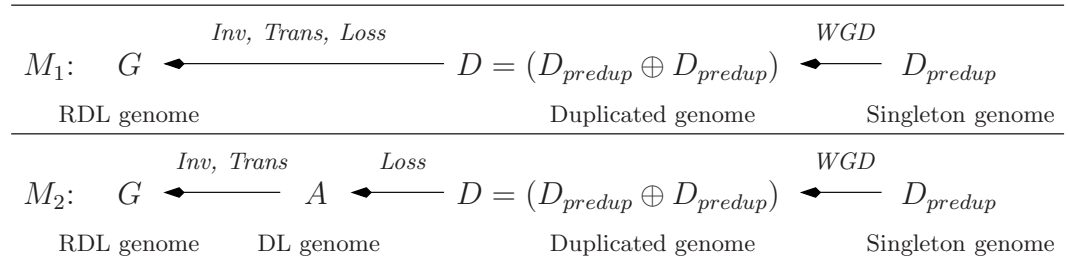 Inv, Trans, Loss WGD
M1: G D = (Dpredup ⊕ Dpredup) Dpredup
RDL genome Duplicated genome Singleton genome
Inv, Trans Loss WGD
M2: G A D = (Dpredup ⊕ Dpredup) Dpredup
RDL genome DL genome Duplicated genome Singleton genome